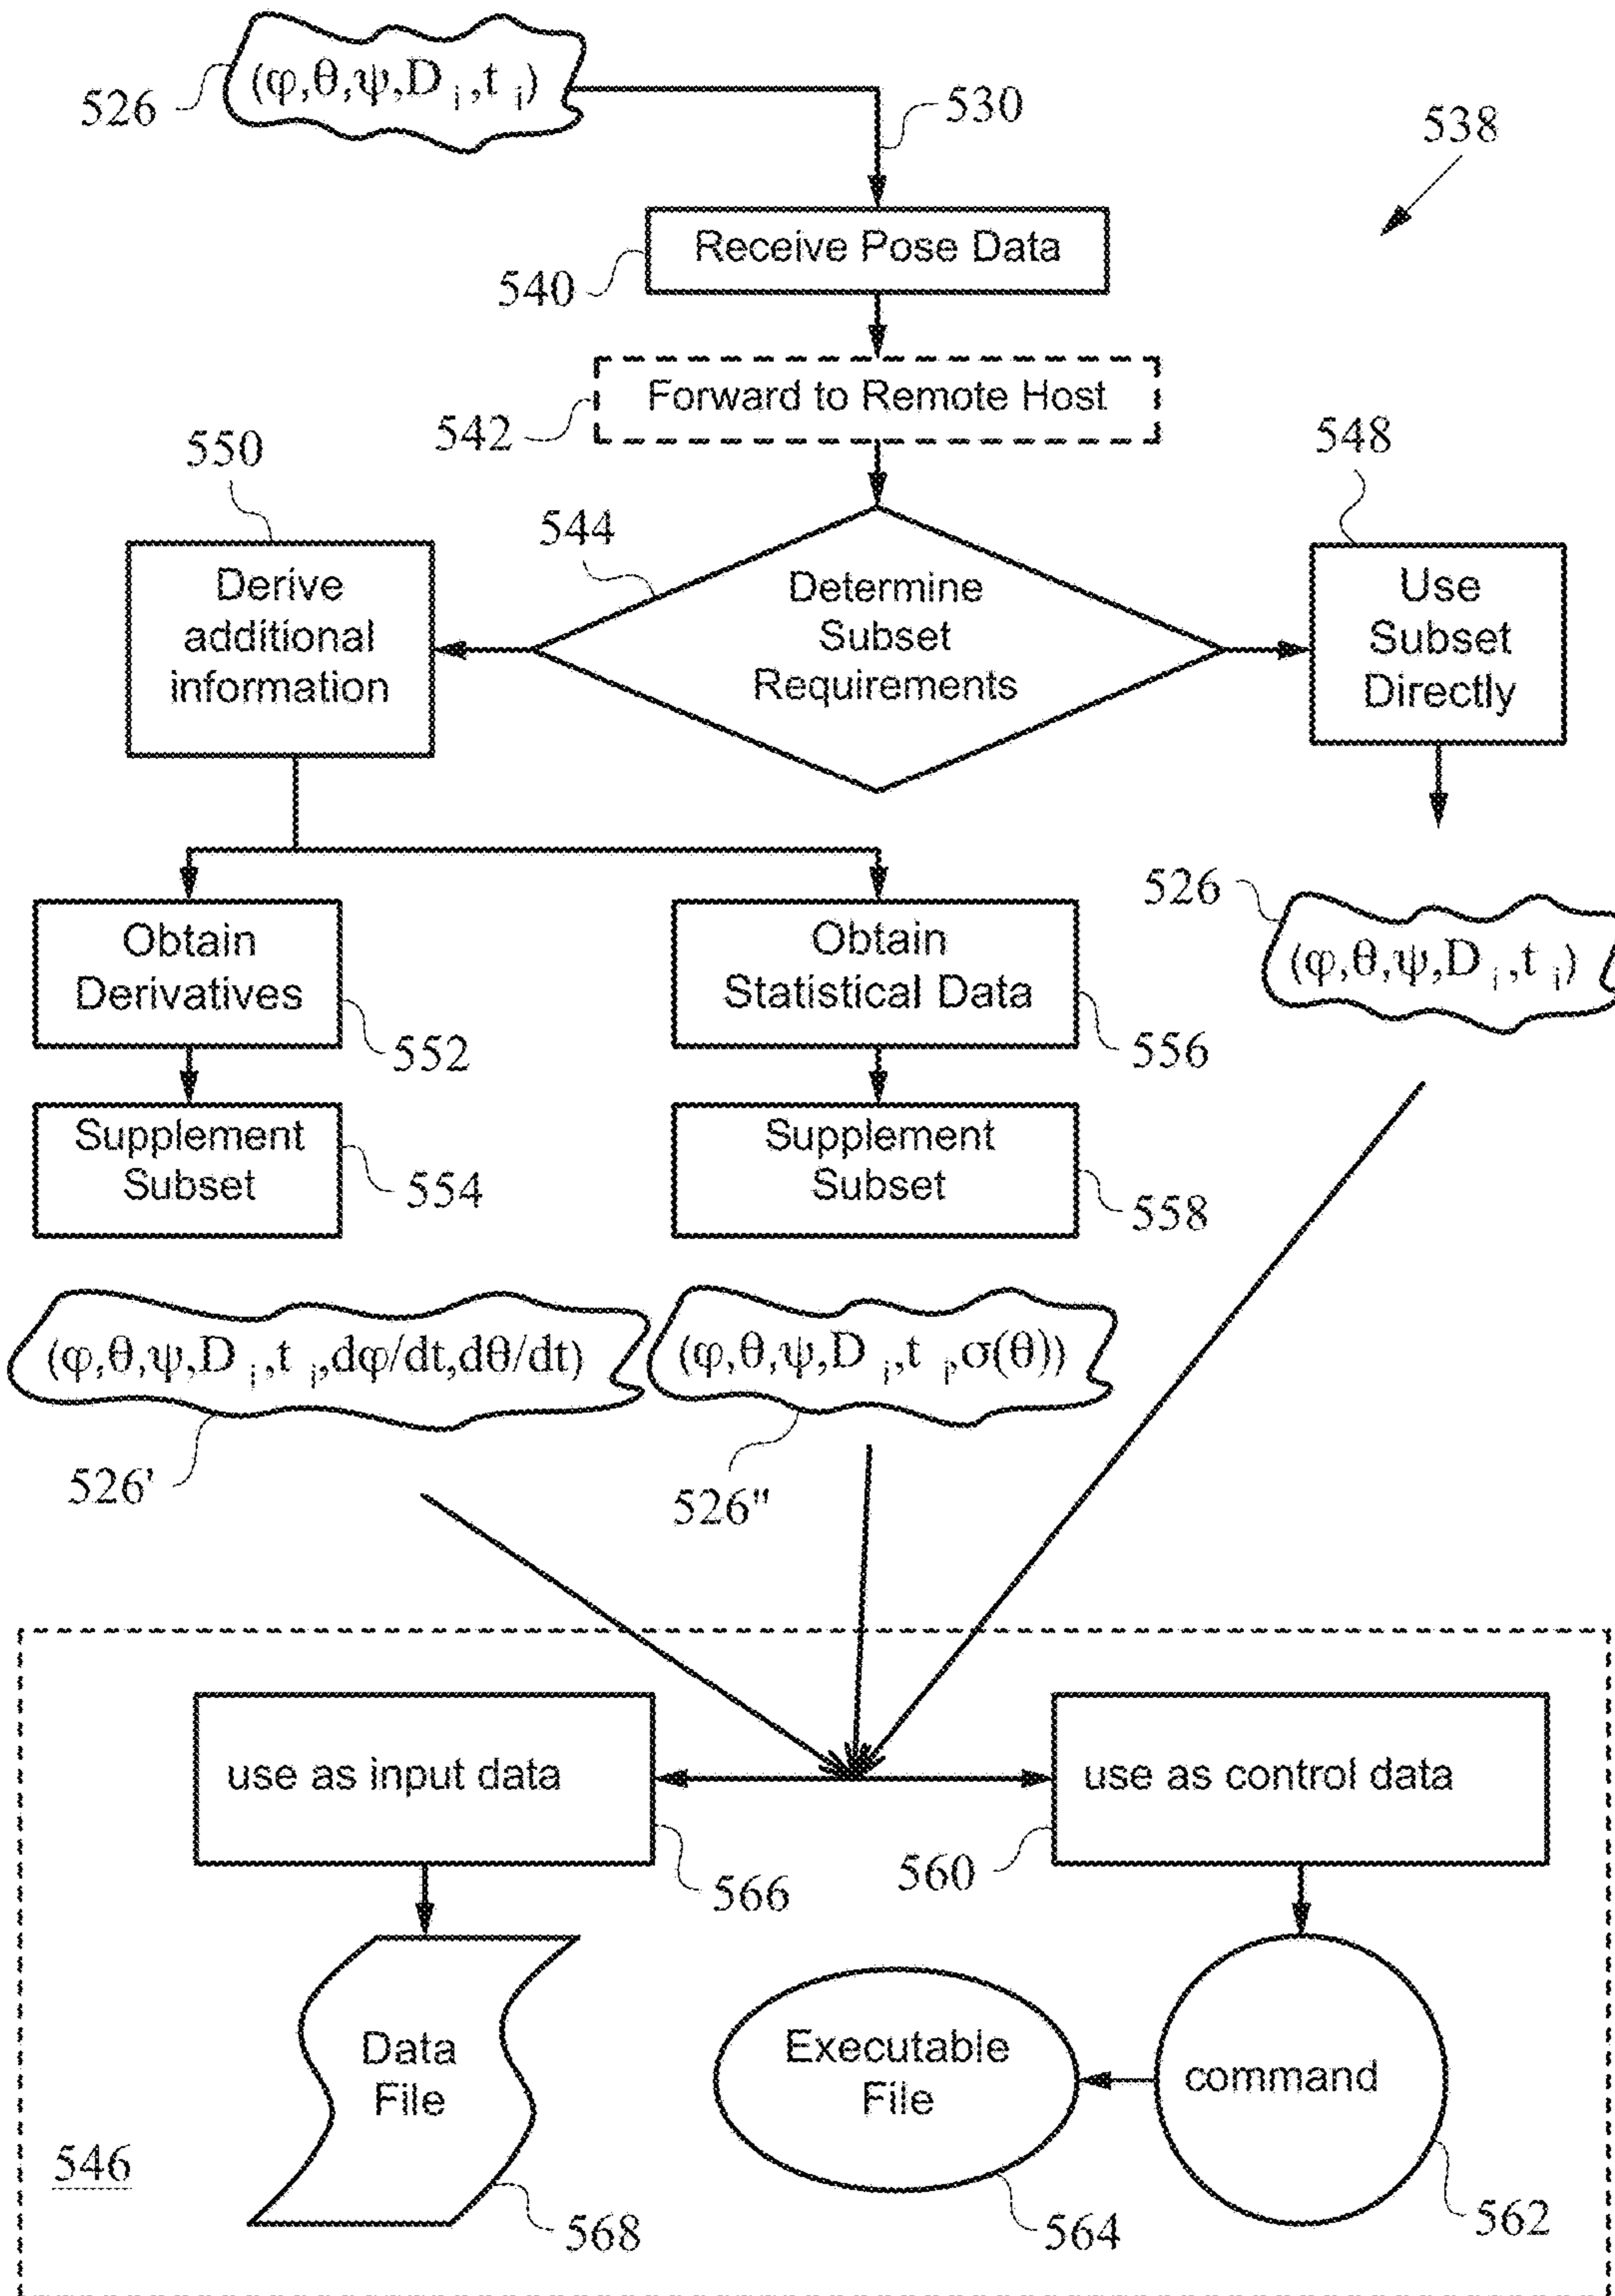 (φ,θ,ψ,D i,t i)
526
530
538
Receive Pose Data
540
Forward to Remote Host
542
550
548
544
Derive
additional
information
Determine
Subset
Requirements
Use
Subset
Directly
526
Obtain
Derivatives
Obtain
Statistical Data
(φ,θ,ψ,D i,t i)
552
556
Supplement
Subset
Supplement
Subset
554
558
(φ,θ,ψ,D i,t i,dφ/dt,dθ/dt)
(φ,θ,ψ,D i,t i,σ(θ))
526'
526"
use as input data
use as control data
566
560
Data
File
Executable
File
command
546
568
564
562